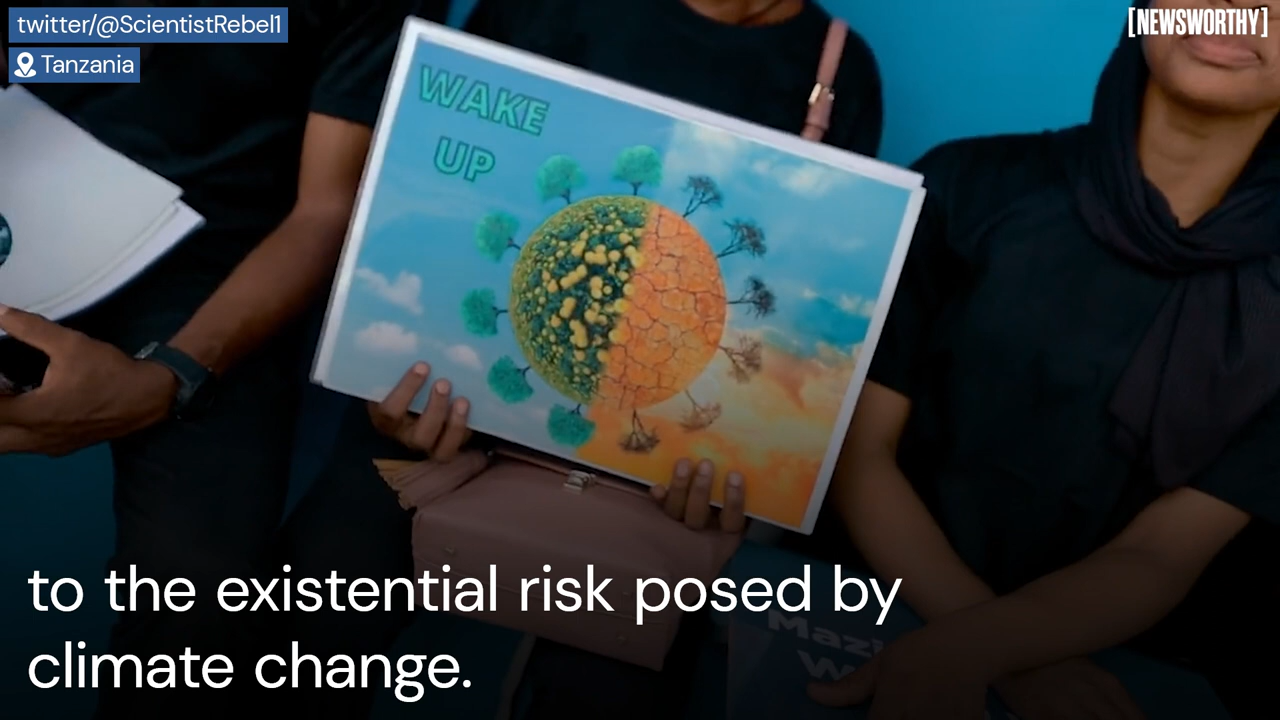 twitter/@ScientistRebel1
[NEWSWORTHY]
Tanzania
WAKE
UP
to the existential risk posed by
climate change.